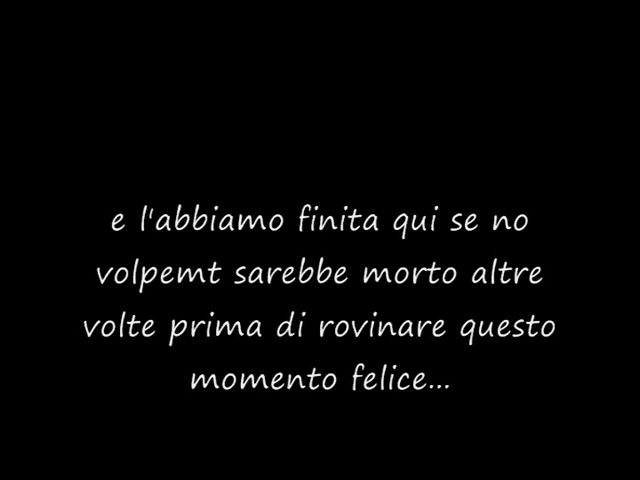 e l'abbiamo finita qui se no
volpemt sarebbe morto altre
volte prima di rovinare questo
momento felice...